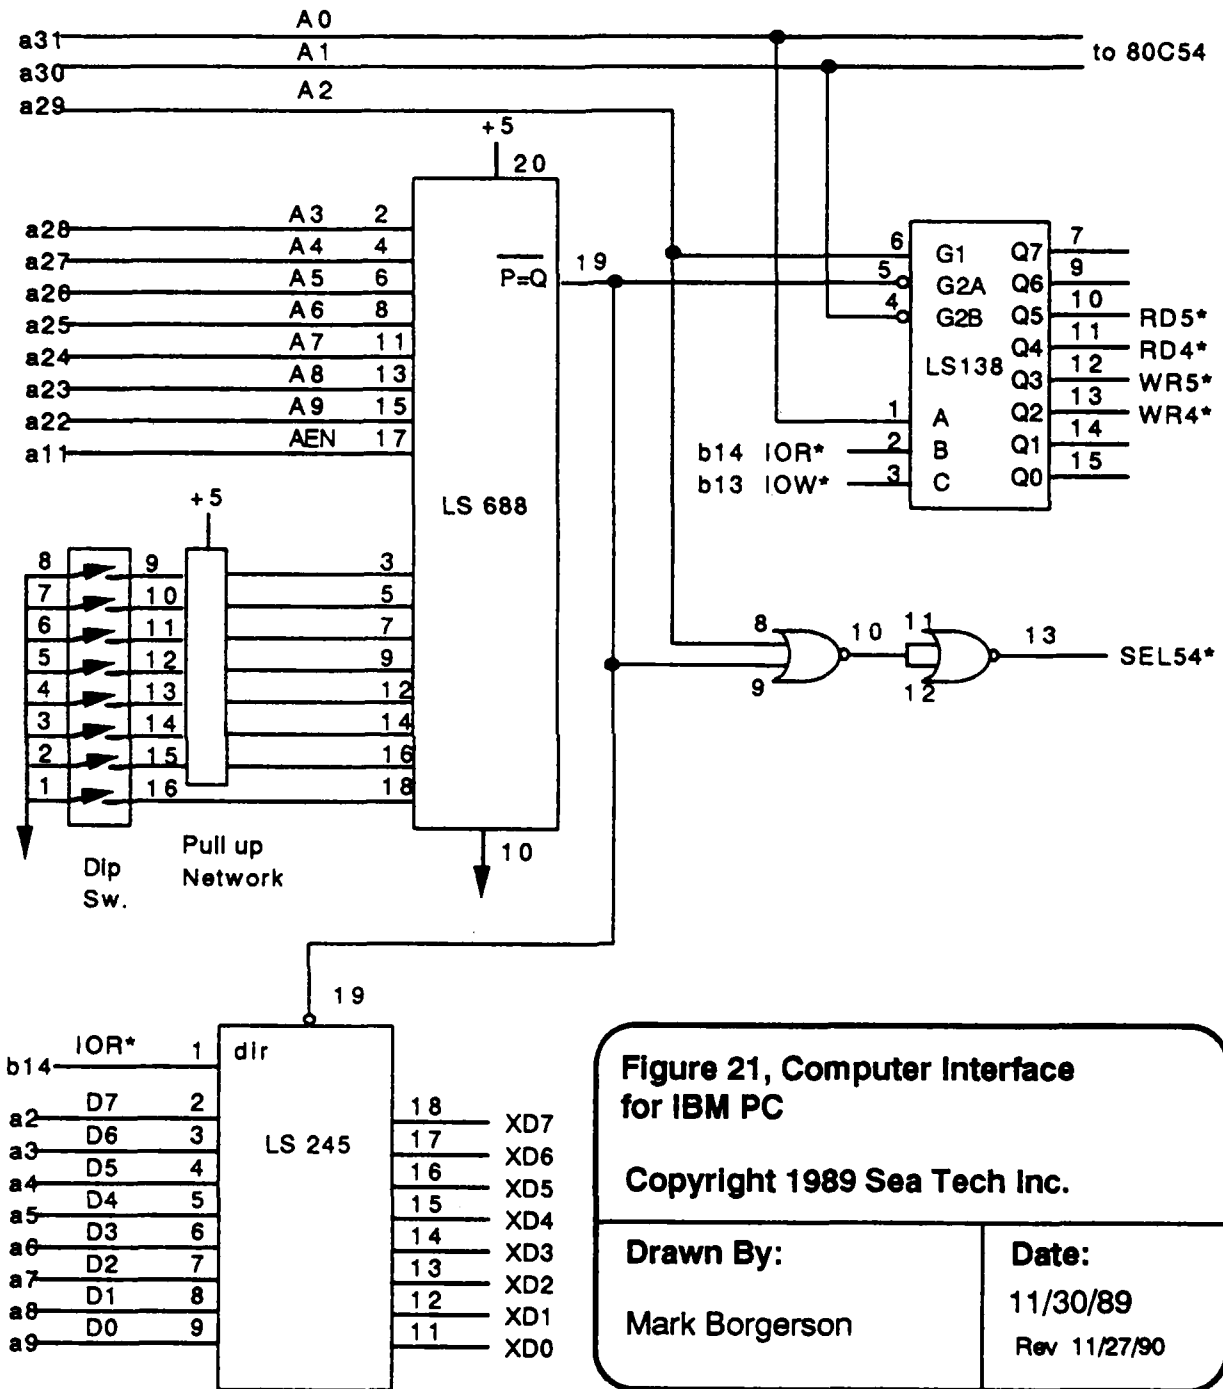 a31 A0
a30 A1 to 80C54
a29 A2
+5
20
a28 A3 2
a27 A4 4
a26 A5 6
a25 A6 8
a24 A7 11
a23 A8 13
a22 A9 15
a11 AEN 17
P=Q 19
LS 688
6 G1 Q7 7
5 G2A Q6 9
4 G2B Q5 10 RD5*
Q4 11 RD4*
LS138 Q3 12 WR5*
1 A Q2 13 WR4*
b14 IOR* 2 B Q1 14
b13 IOW* 3 C Q0 15
+5
8 9 3
7 10 5
6 11 7
5 12 9
4 13 12
3 14 14
2 15 16
1 16 18
Dip
Sw.
Pull up
Network
10
8 10 11 13 SEL54*
9 12
19
b14 IOR* 1 dir
LS 245
a2 D7 2 18 XD7
a3 D6 3 17 XD6
a4 D5 4 16 XD5
a5 D4 5 15 XD4
a6 D3 6 14 XD3
a7 D2 7 13 XD2
a8 D1 8 12 XD1
a9 D0 9 11 XD0
Figure 21, Computer Interface
for IBM PC
Copyright 1989 Sea Tech Inc.
Drawn By:
Mark Borgerson
Date:
11/30/89
Rev 11/27/90